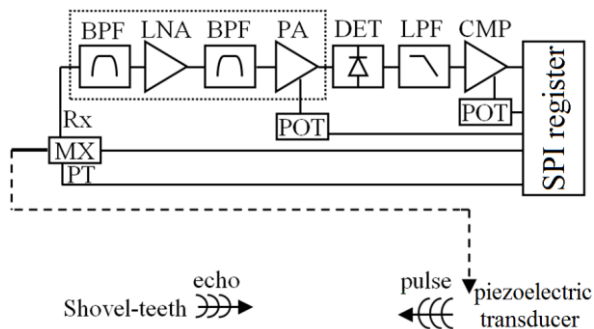 BPF LNA BPF PA DET LPF CMP
POT
POT
SPI register
Rx
MX
PT
echo
pulse
Shovel-teeth
piezoelectric
transducer